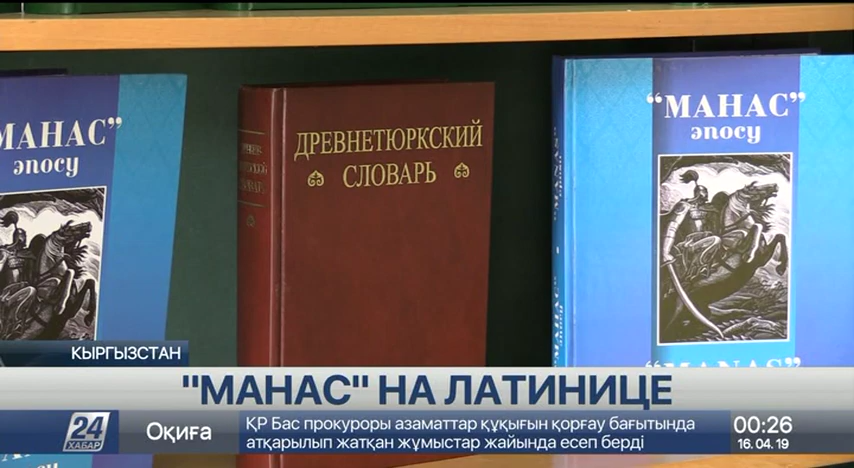 "МАНАС"
эпосу
ДРЕВНЕТЮРКСКИЙ
СЛОВАРЬ
"МАНАС"
эпосу
"MANAS"
КЫРГЫЗСТАН
"МАНАС" НА ЛАТИНИЦЕ
24
ХАБАР
Оқиға
ҚР Бас прокуроры азаматтар құқығын қорғау бағытында
атқарылып жатқан жұмыстар жайында есеп берді
00:26
16.04.19